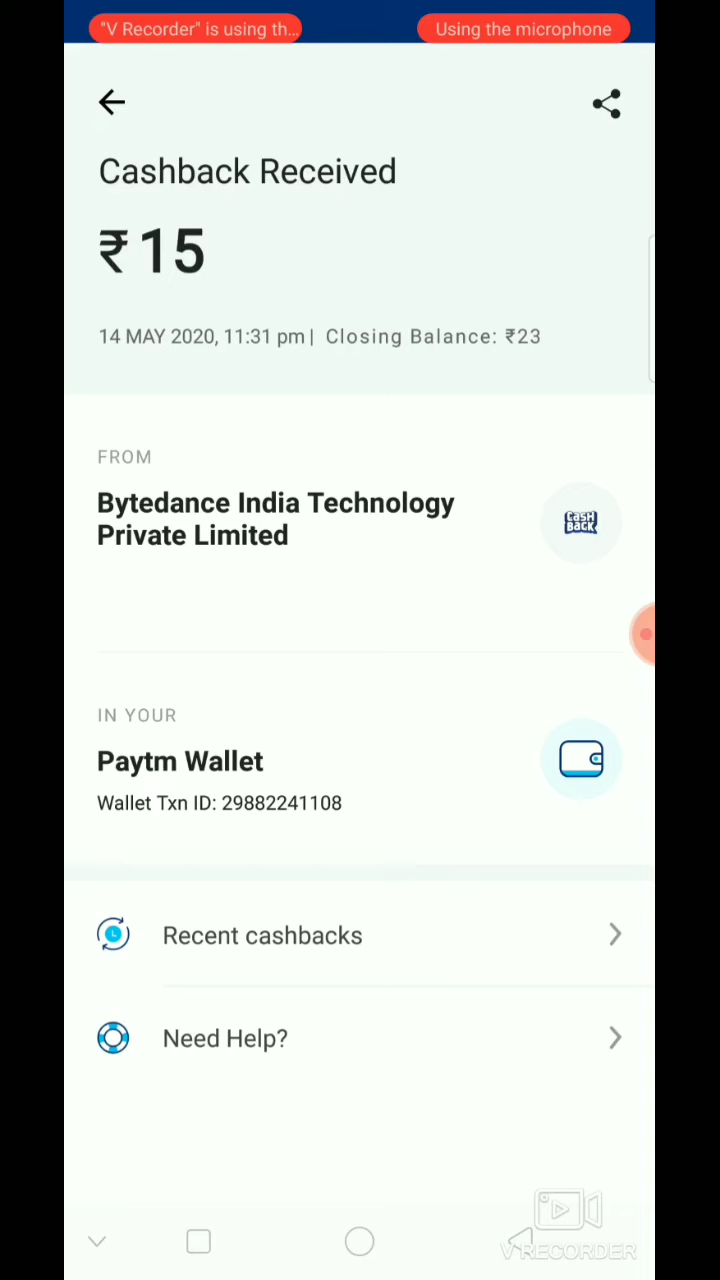 "V Recorder" is using th...
Using the microphone
Cashback Received
₹15
14 MAY 2020, 11:31 pm | Closing Balance: ₹23
FROM
Bytedance India Technology
Private Limited
CASH
BACK
IN YOUR
Paytm Wallet
Wallet Txn ID: 29882241108
Recent cashbacks
Need Help?
V RECORDER